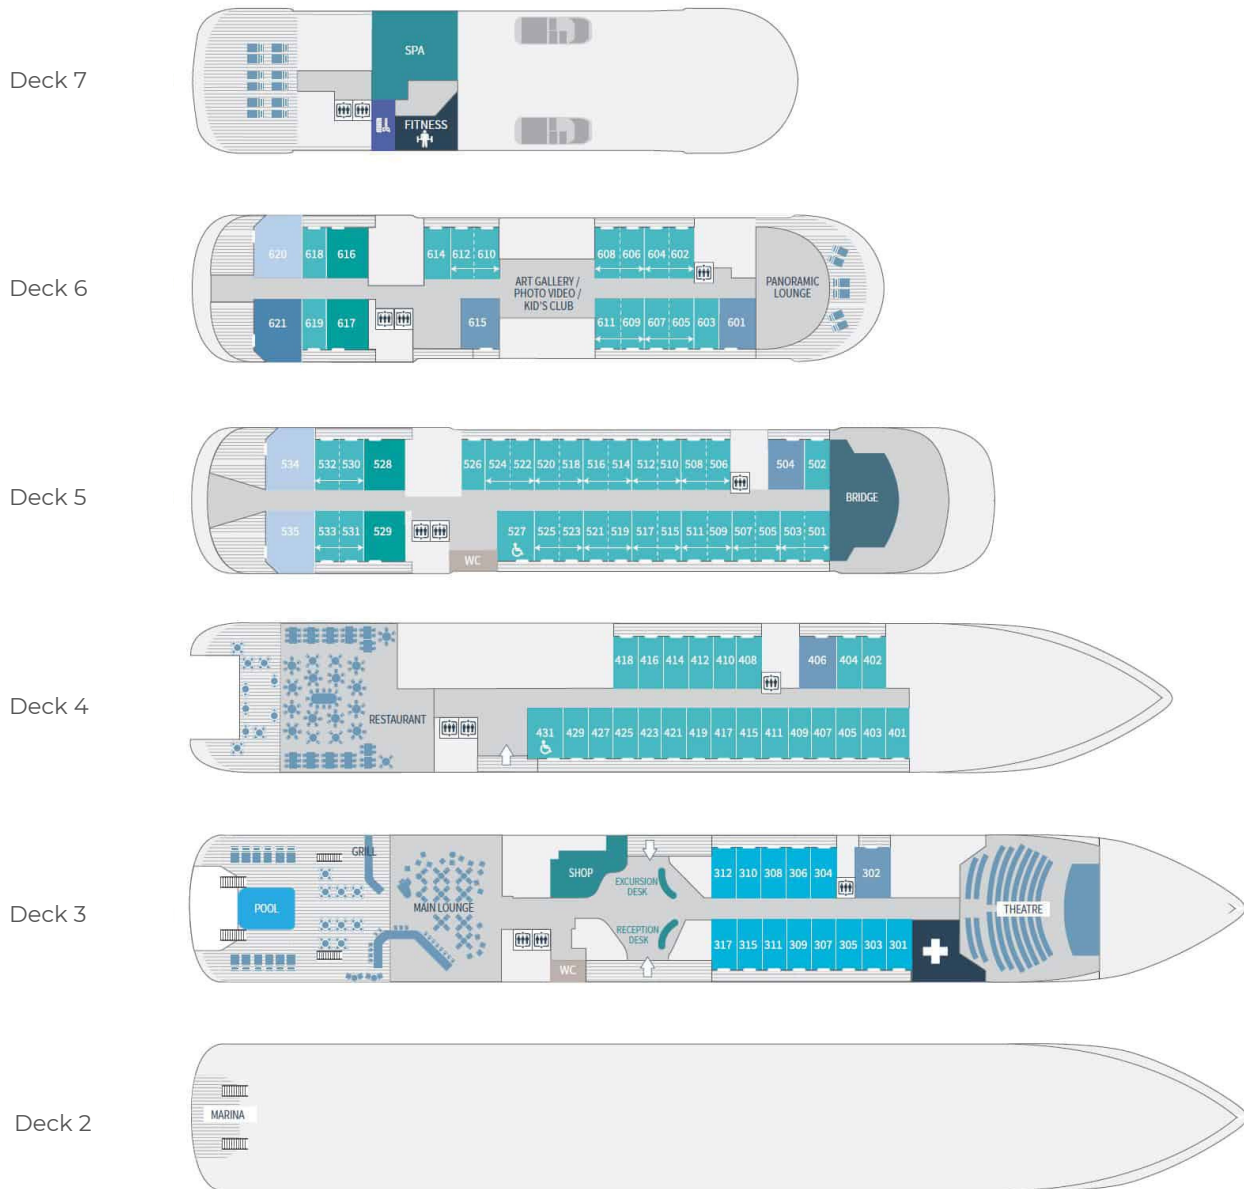 Deck 7
SPA
FITNESS
Deck 6
620 618 616 614 612 610 608 606 604 602
ART GALLERY /
PHOTO VIDEO /
KID'S CLUB
PANORAMIC
LOUNGE
621 619 617 615 611 609 607 605 603 601
Deck 5
534 532 530 528 526 524 522 520 518 516 514 512 510 508 506 504 502
BRIDGE
535 533 531 529 527 525 523 521 519 517 515 511 509 507 505 503 501
WC
Deck 4
418 416 414 412 410 408 406 404 402
RESTAURANT
431 429 427 425 423 421 419 417 415 411 409 407 405 403 401
Deck 3
GRILL
SHOP
EXCURSION
DESK
312 310 308 306 304 302
POOL
MAIN LOUNGE
THEATRE
RECEPTION
DESK
317 315 311 309 307 305 303 301
WC
Deck 2
MARINA